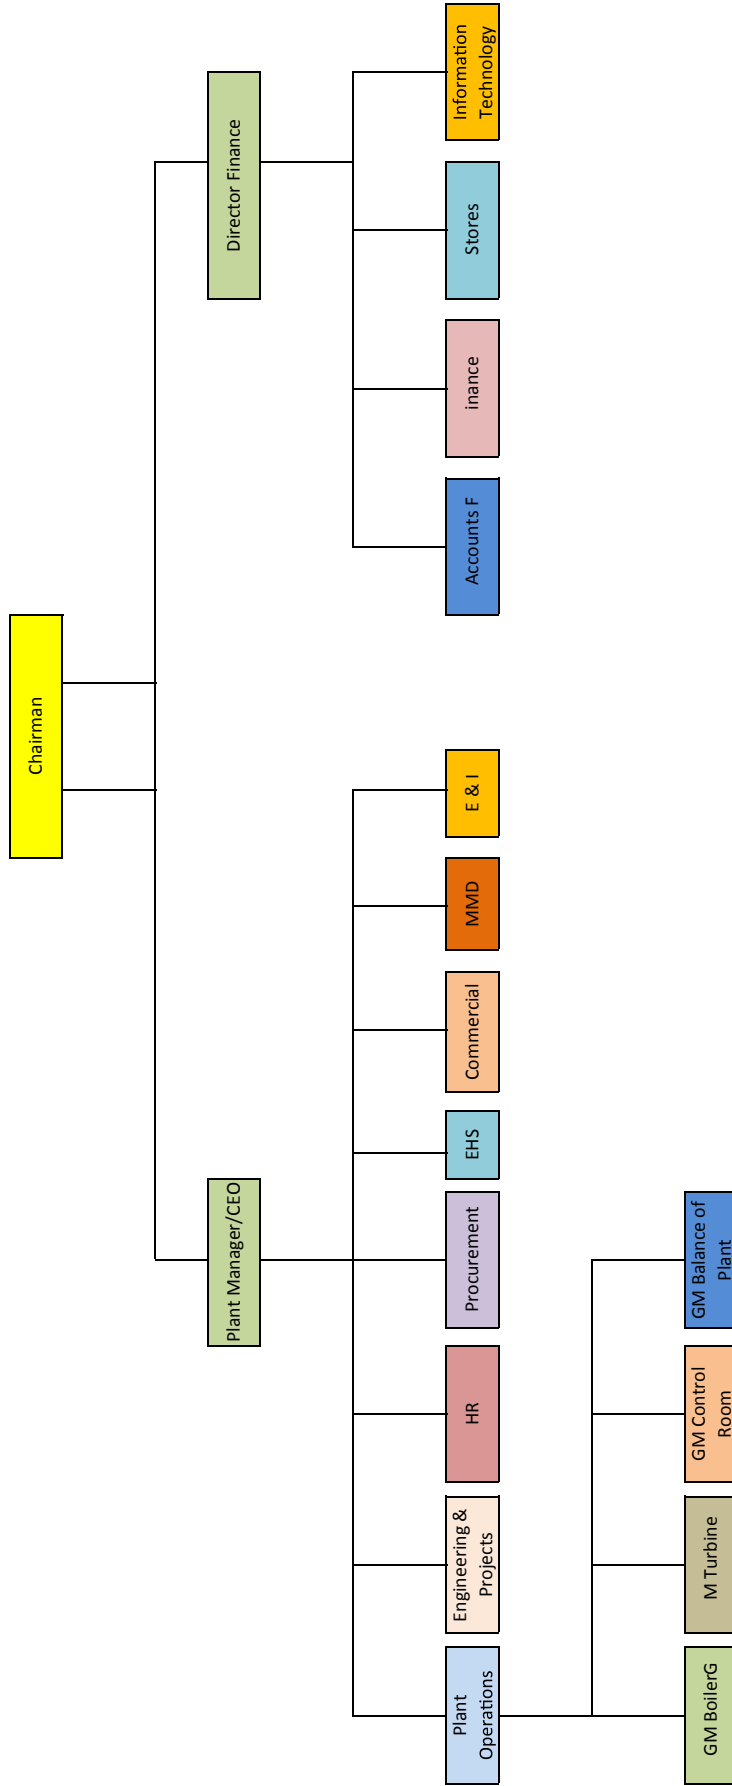 Chairman
Plant Manager/CEO
Director Finance
Plant
Operations
Engineering &
Projects
HR
Procurement
EHS
Commercial
MMD
E & I
Accounts F
inance
Stores
Information
Technology
GM BoilerG
M Turbine
GM Control
Room
GM Balance of
Plant